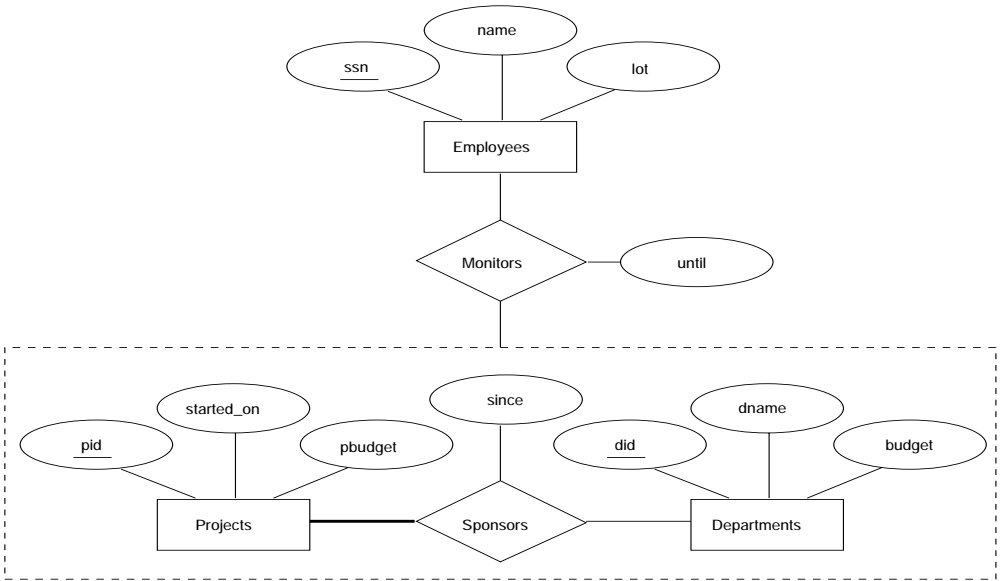 name
ssn
lot
Employees
Monitors
until
since
started_on
dname
pid
pbudget
did
budget
Projects
Sponsors
Departments